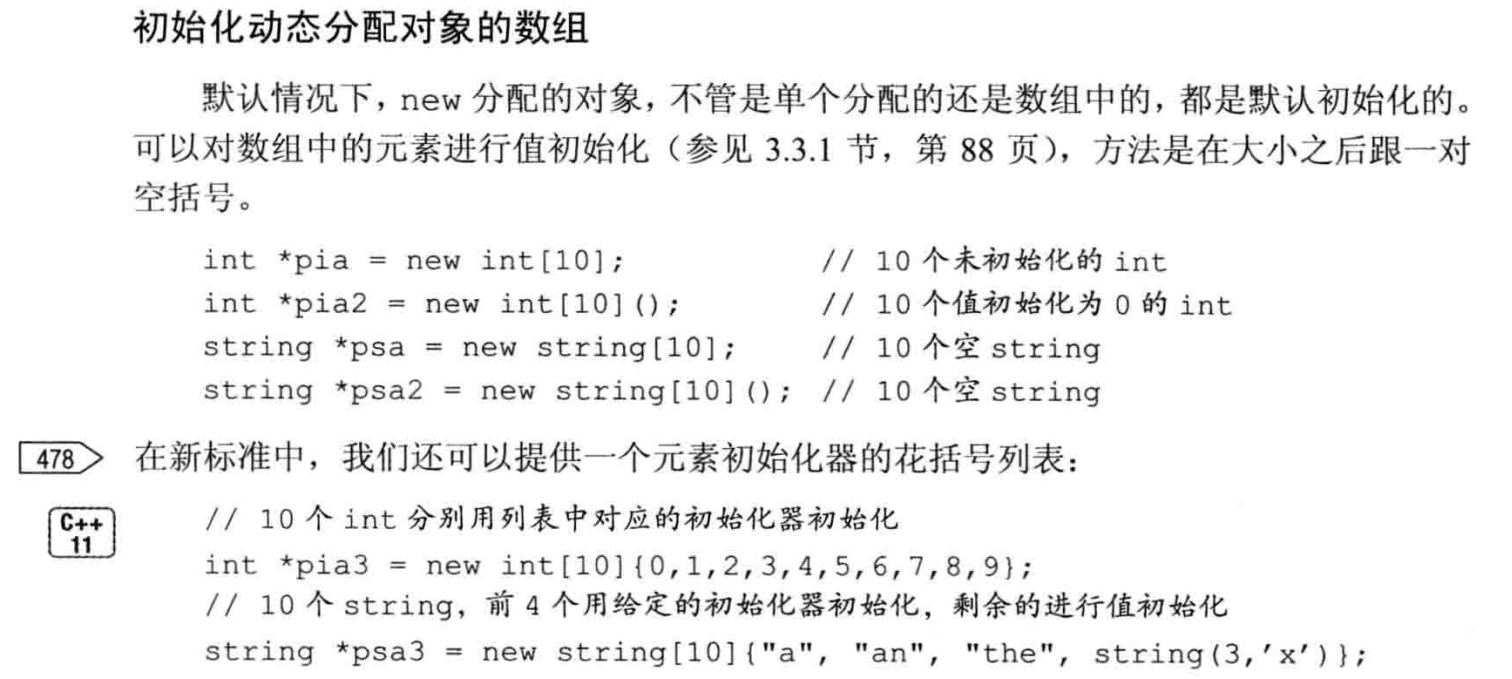 初始化动态分配对象的数组
默认情况下，new 分配的对象，不管是单个分配的还是数组中的，都是默认初始化的。
可以对数组中的元素进行值初始化（参见 3.3.1 节，第 88 页），方法是在大小之后跟一对
空括号。
int *pia = new int[10]; // 10 个未初始化的 int
int *pia2 = new int[10](); // 10 个值初始化为 0 的 int
string *psa = new string[10]; // 10 个空 string
string *psa2 = new string[10](); // 10 个空 string
478 在新标准中，我们还可以提供一个元素初始化器的花括号列表：
C++
11
// 10 个 int 分别用列表中对应的初始化器初始化
int *pia3 = new int[10]{0,1,2,3,4,5,6,7,8,9};
// 10 个 string，前 4 个用给定的初始化器初始化，剩余的进行值初始化
string *psa3 = new string[10]{"a", "an", "the", string(3,'x')};